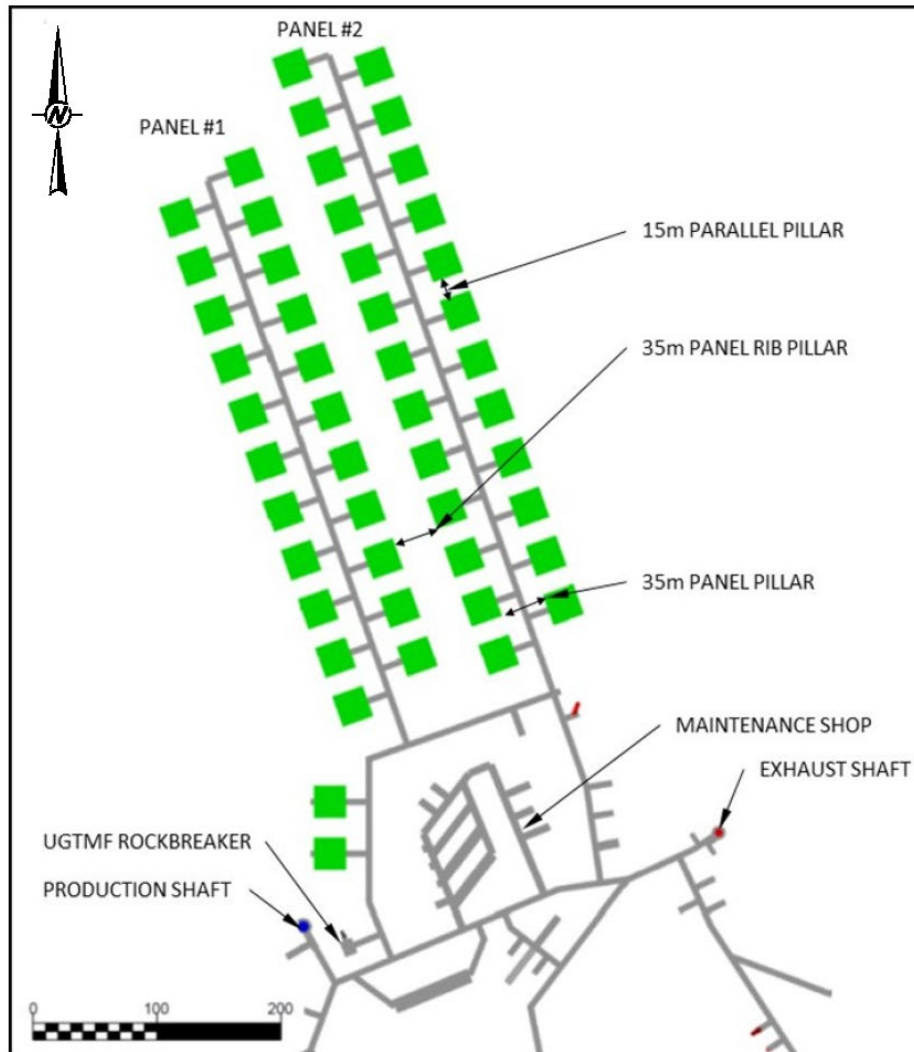 PANEL #2
N
PANEL #1
15m PARALLEL PILLAR
35m PANEL RIB PILLAR
35m PANEL PILLAR
MAINTENANCE SHOP
EXHAUST SHAFT
UGTMF ROCKBREAKER
PRODUCTION SHAFT
0 100 200